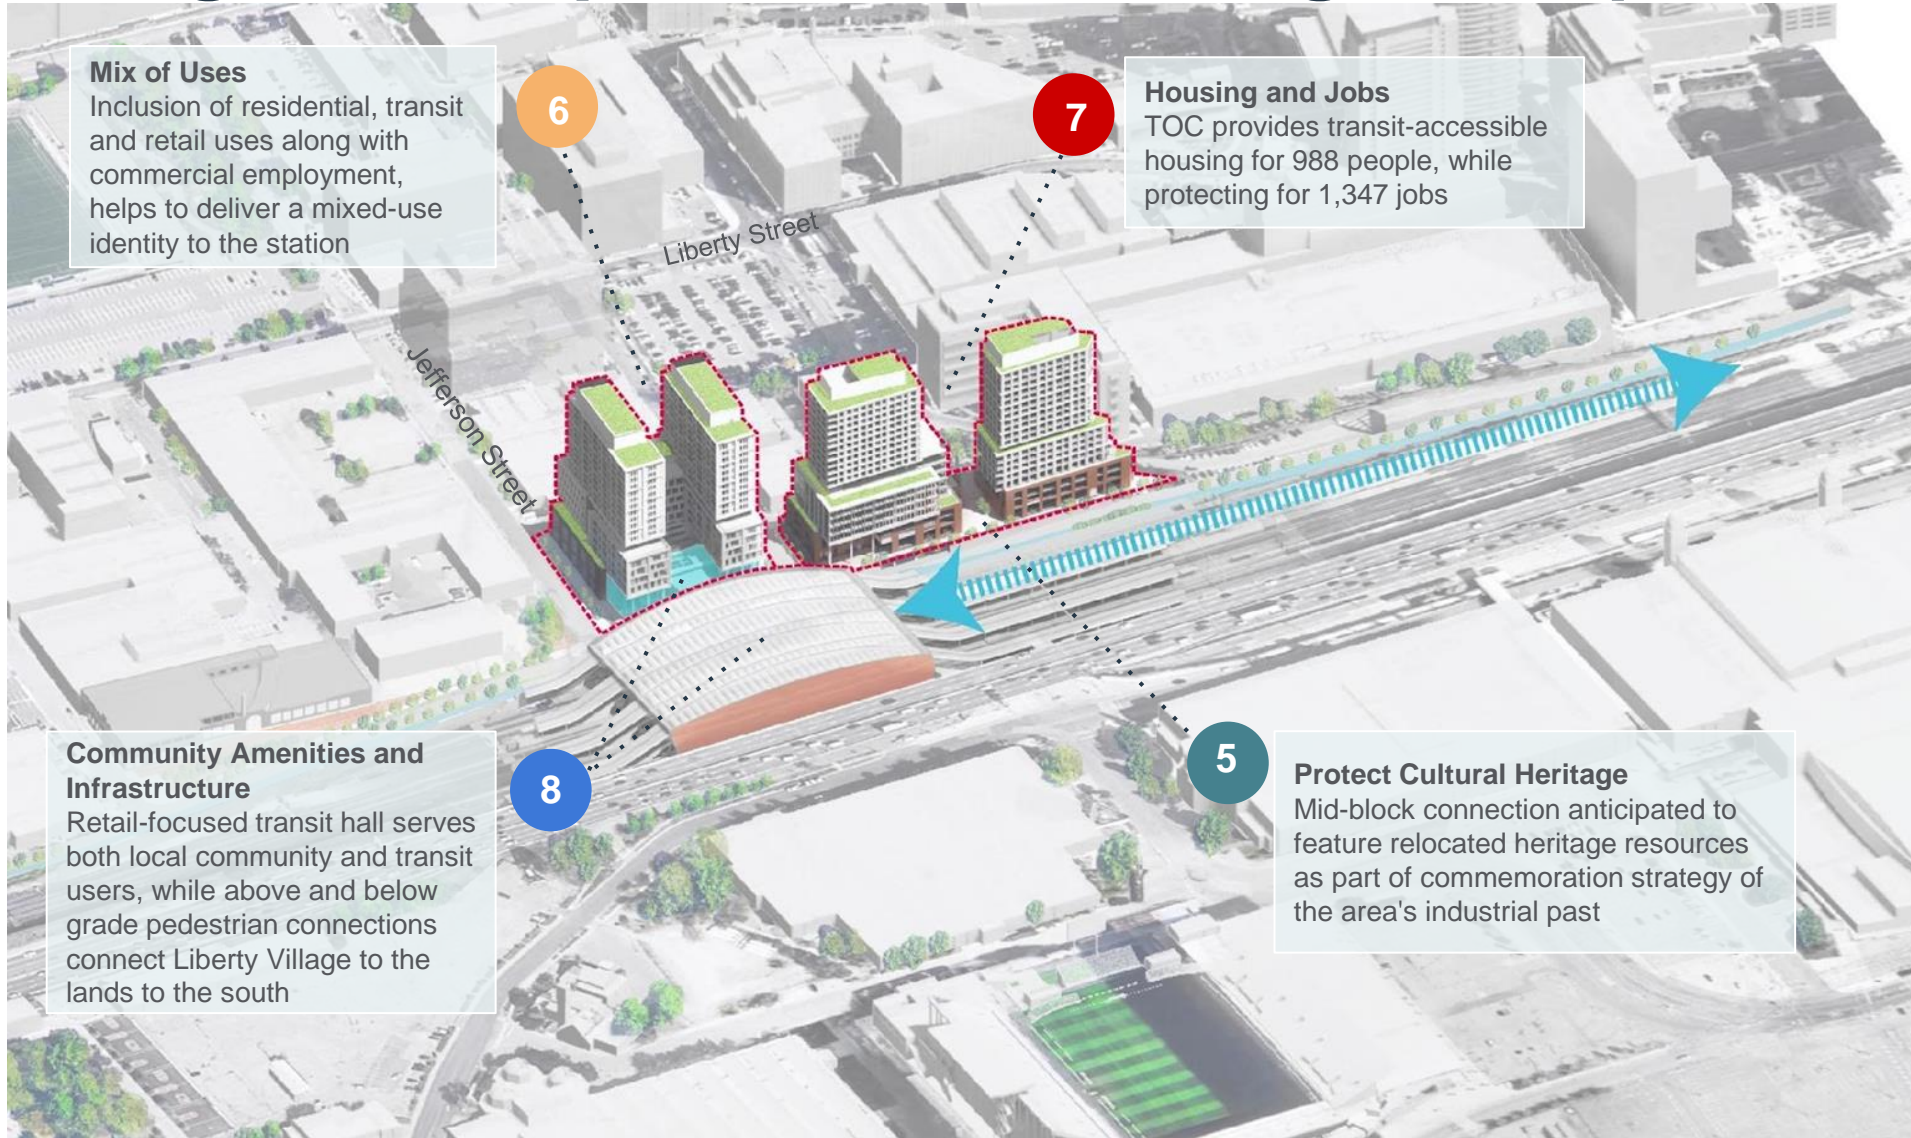 Mix of Uses
Inclusion of residential, transit
and retail uses along with
commercial employment,
helps to deliver a mixed-use
identity to the station
6
7
Housing and Jobs
TOC provides transit-accessible
housing for 988 people, while
protecting for 1,347 jobs
Liberty Street
Jefferson Street
Community Amenities and
Infrastructure
Retail-focused transit hall serves
both local community and transit
users, while above and below
grade pedestrian connections
connect Liberty Village to the
lands to the south
8
5
Protect Cultural Heritage
Mid-block connection anticipated to
feature relocated heritage resources
as part of commemoration strategy of
the area's industrial past